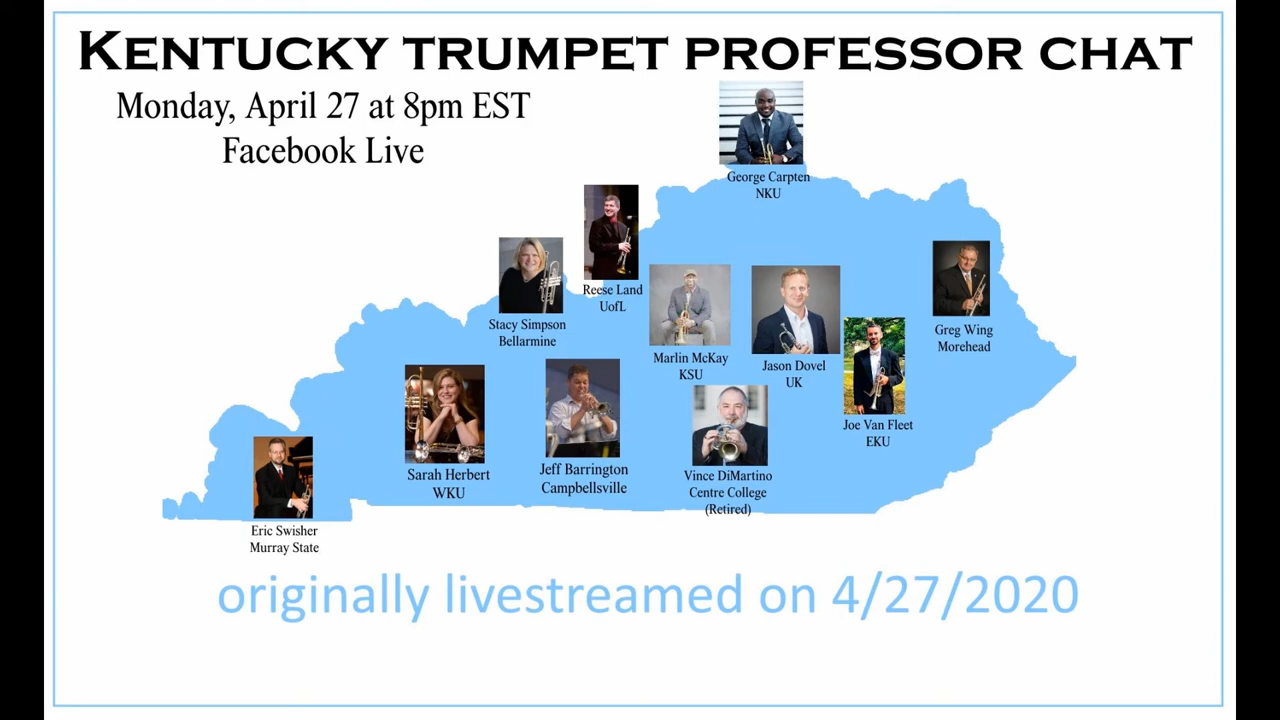 KENTUCKY TRUMPET PROFESSOR CHAT
Monday, April 27 at 8pm EST
Facebook Live
George Carpten
NKU
Reese Land
UofL
Stacy Simpson
Bellarmine
Marlin McKay
KSU
Jason Dovel
UK
Greg Wing
Morehead
Joe Van Fleet
EKU
Sarah Herbert
WKU
Jeff Barrington
Campbellsville
Vince DiMartino
Centre College
(Retired)
Eric Swisher
Murray State
originally livestreamed on 4/27/2020